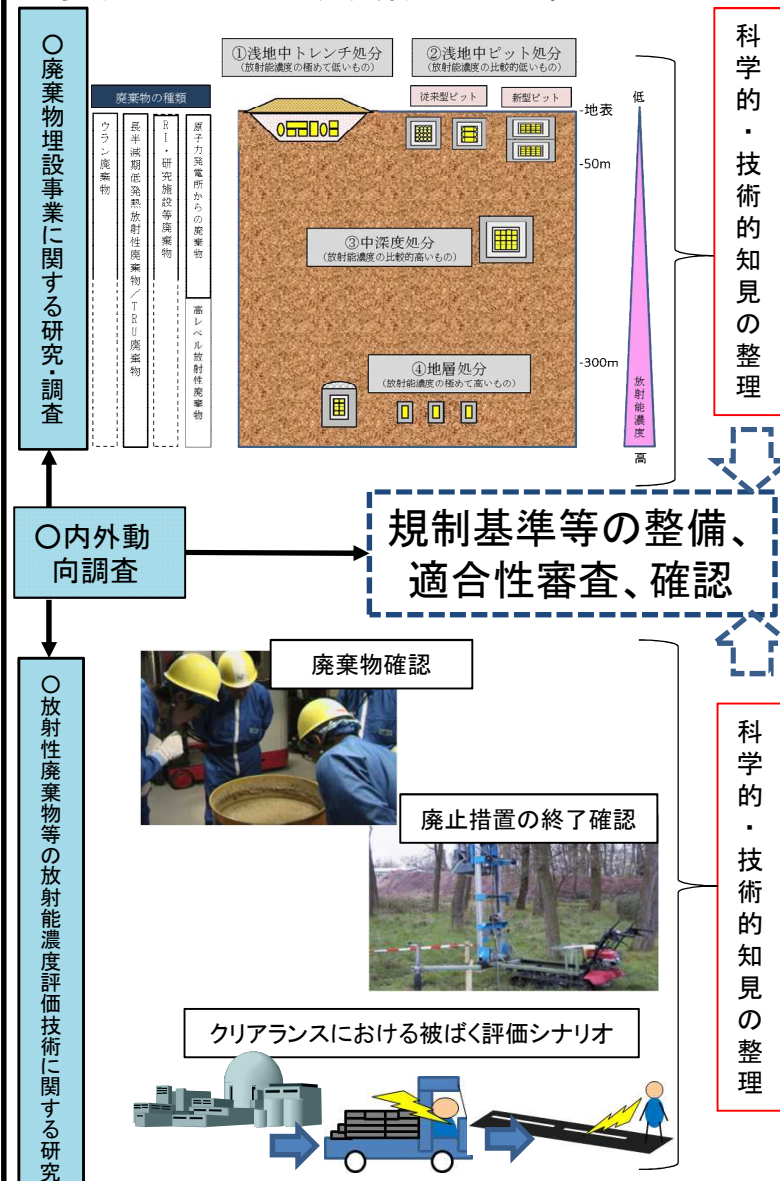 〇廃棄物埋設事業に関する研究・調査
廃棄物の種類
ウラン廃棄物
長半減期低発熱放射性廃棄物/TRU廃棄物
RI・研究施設等廃棄物
原子力発電所からの廃棄物
高レベル放射性廃棄物
①浅地中トレンチ処分
(放射能濃度の極めて低いもの)
②浅地中ピット処分
(放射能濃度の比較的低いもの)
従来型ピット
新型ピット
-地表
-50m
③中深度処分
(放射能濃度の比較的高いもの)
-300m
④地層処分
(放射能濃度の極めて高いもの)
低
放射能濃度
高
科学的・技術的知見の整理
〇内外動
向調査
規制基準等の整備、
適合性審査、確認
〇放射性廃棄物等の放射能濃度評価技術に関する研究
廃棄物確認
廃止措置の終了確認
クリアランスにおける被ばく評価シナリオ
科学的・技術的知見の整理